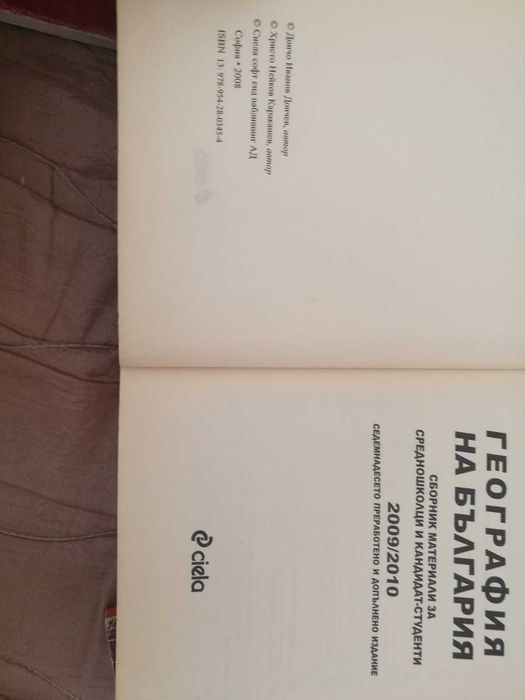 © Дончо Иванов Дончев, автор
© Христо Нейков Каракашев, автор
© Сиела софт енд паблишинг АД
София • 2008
ISBN 13: 978-954-28-0345-4
ГЕОГРАФИЯ
НА БЪЛГАРИЯ
СБОРНИК МАТЕРИАЛИ ЗА
СРЕДНОШКОЛЦИ И КАНДИДАТ-СТУДЕНТИ
2009/2010
СЕДЕМНАДЕСЕТО ПРЕРАБОТЕНО И ДОПЪЛНЕНО ИЗДАНИЕ
ciela